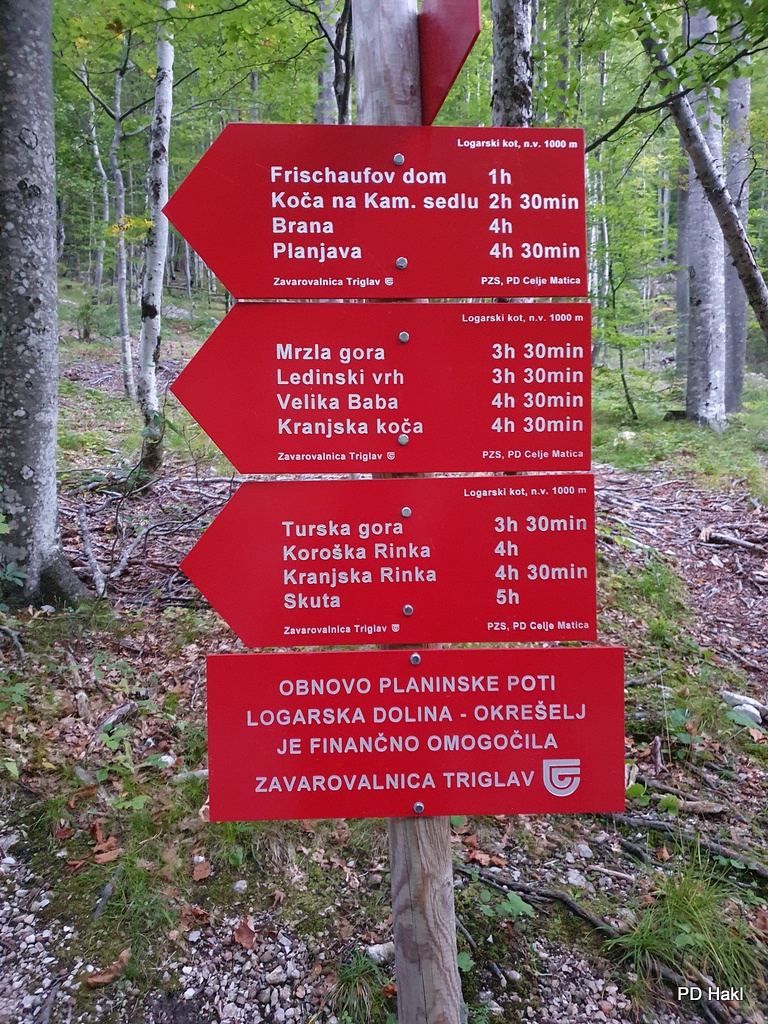 Logarski kot, n.v. 1000 m
Frischaufov dom 1h
Koča na Kam. sedlu 2h 30min
Brana 4h
Planjava 4h 30min
Zavarovalnica Triglav PZS, PD Celje Matica
Logarski kot, n.v. 1000 m
Mrzla gora 3h 30min
Ledinski vrh 3h 30min
Velika Baba 4h 30min
Kranjska koča 4h 30min
Zavarovalnica Triglav PZS, PD Celje Matica
Logarski kot, n.v. 1000 m
Turska gora 3h 30min
Koroška Rinka 4h
Kranjska Rinka 4h 30min
Skuta 5h
Zavarovalnica Triglav PZS, PD Celje Matica
OBNOVO PLANINSKE POTI
LOGARSKA DOLINA - OKREŠELJ
JE FINANČNO OMOGOČILA
ZAVAROVALNICA TRIGLAV
PD Hakl